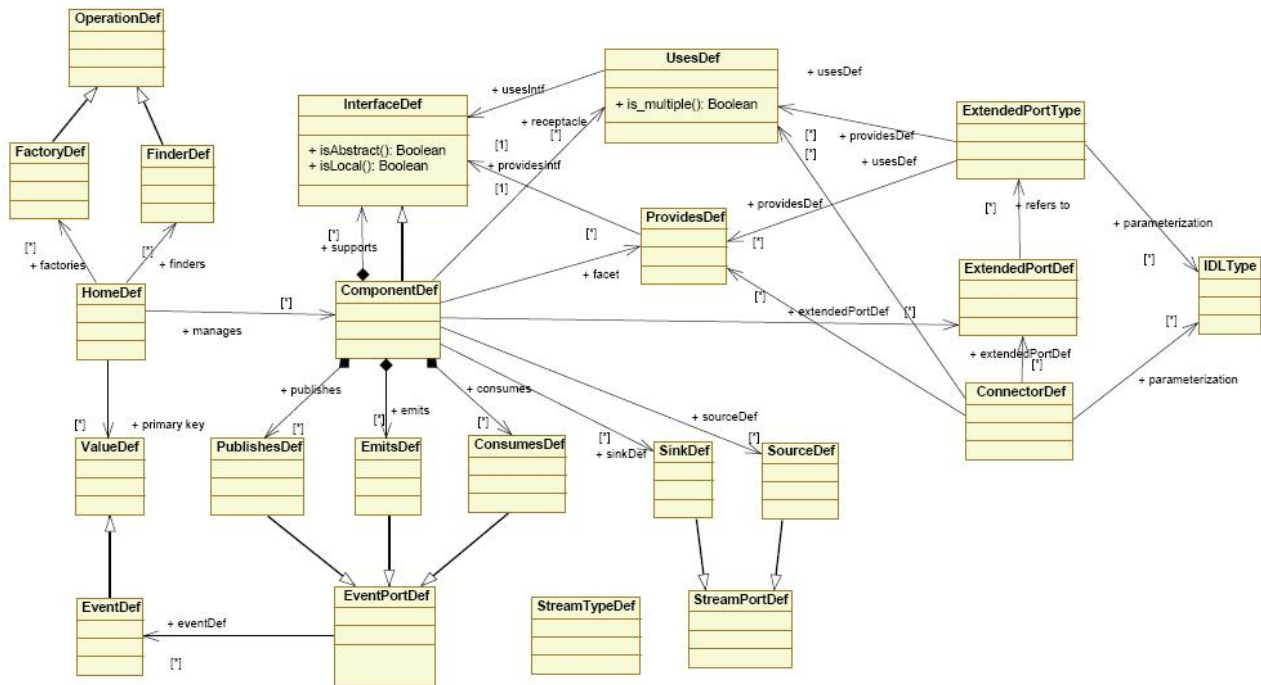 OperationDef
UsesDef
+ usesDef
+ is_multiple(): Boolean
+ usesIntf
InterfaceDef
+ receptacle
[*]
ExtendedPortType
+ isAbstract(): Boolean
+ isLocal(): Boolean
[1]
+ providesIntf
[1]
[*]
+ providesDef
[*]
+ usesDef
FactoryDef
FinderDef
ProvidesDef
+ providesDef
[*]
[*]
[*]
+ refers to
+ parameterization
[*]
+ factories
[*]
+ finders
[*]
+ supports
+ facet
[*]
IDLType
ExtendedPortDef
HomeDef
[*]
ComponentDef
[*]
+ manages
+ extendedPortDef
[*]
[*]
+ extendedPortDef
[*]
+ publishes
+ consumes
+ parameterization
ConnectorDef
[*]
+ primary key
[*]
[*]
+ emits
[*]
[*]
+ sinkDef
+ sourceDef
[*]
ValueDef
PublishesDef
EmitsDef
ConsumesDef
SinkDef
SourceDef
EventDef
+ eventDef
[*]
EventPortDef
StreamTypeDef
StreamPortDef